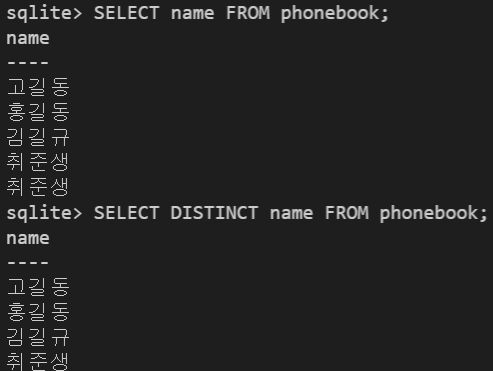 sqlite> SELECT name FROM phonebook;
name
----
고길동
홍길동
김길규
취준생
취준생
sqlite> SELECT DISTINCT name FROM phonebook;
name
----
고길동
홍길동
김길규
취준생